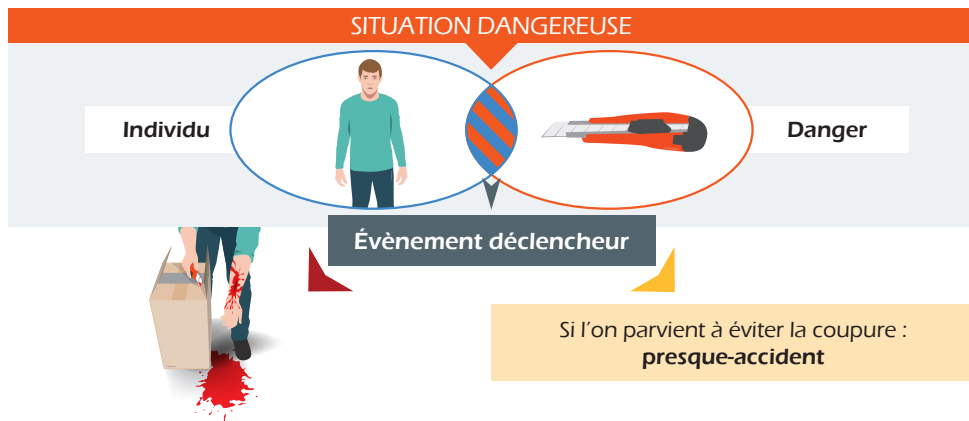 SITUATION DANGEREUSE
Individu
Danger
Évènement déclencheur
Si l'on parvient à éviter la coupure :
presque-accident